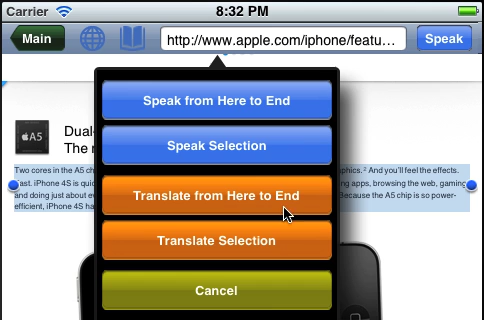 Carrier 8:32 PM
Main http://www.apple.com/iphone/featu... Speak
Speak from Here to End
Speak Selection
A5 Dual-
The n
Two cores in the A5 ch
phics.² And you'll feel the effects.
ast. iPhone 4S is quic
ng apps, browsing the web, gaming
and doing just about ev
Because the A5 chip is so power-
efficient, iPhone 4S ha
Translate from Here to End
Translate Selection
Cancel